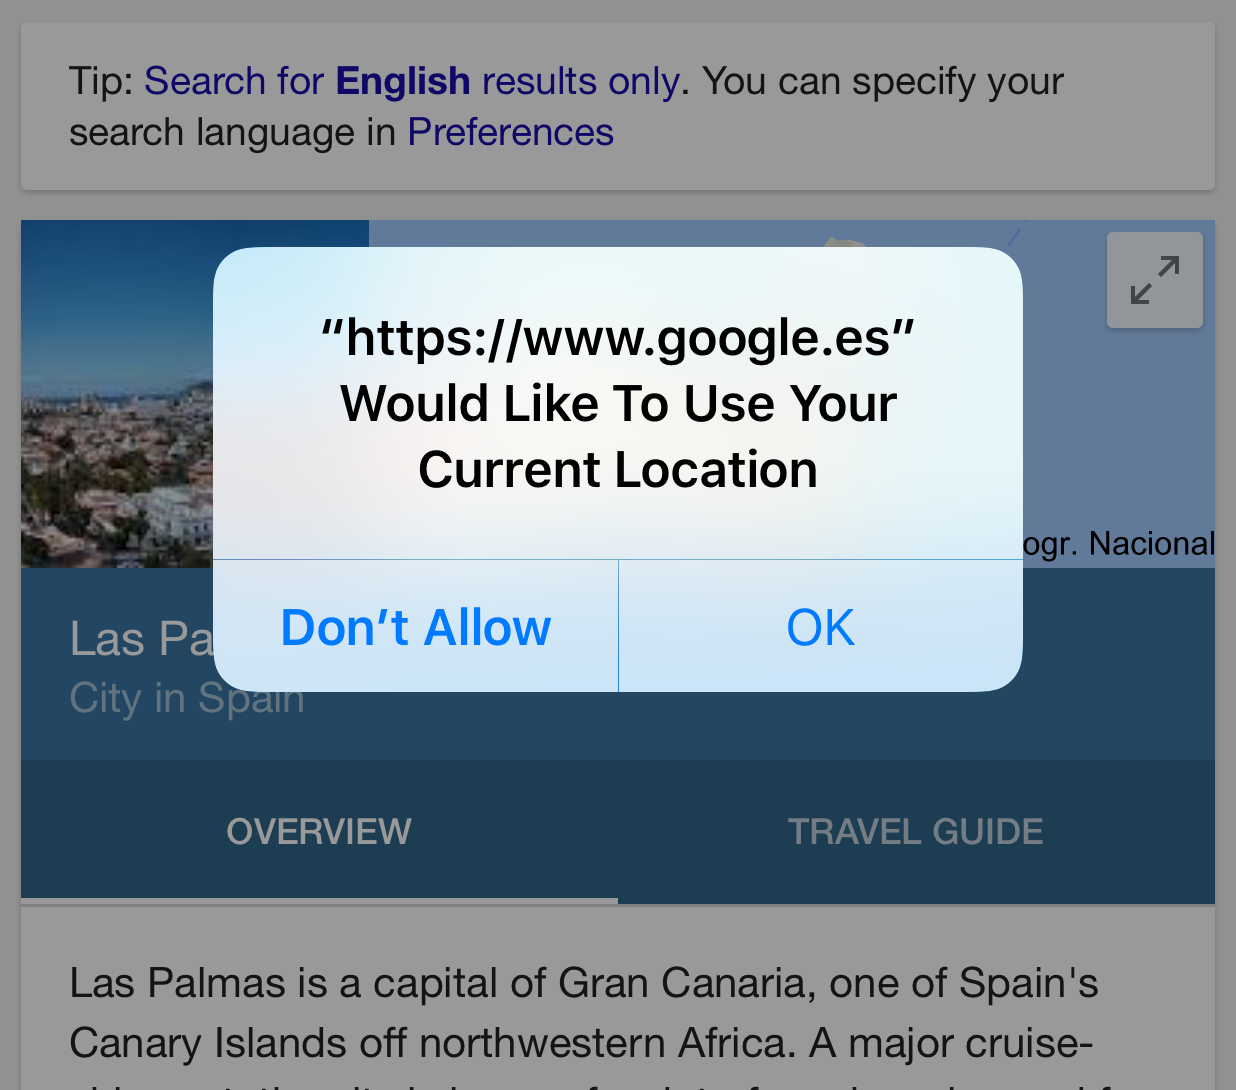 Tip: Search for English results only. You can specify your
search language in Preferences
“https://www.google.es”
Would Like To Use Your
Current Location
ogr. Nacional
Don’t Allow
OK
Las Pa
City in Spain
OVERVIEW
TRAVEL GUIDE
Las Palmas is a capital of Gran Canaria, one of Spain's
Canary Islands off northwestern Africa. A major cruise-